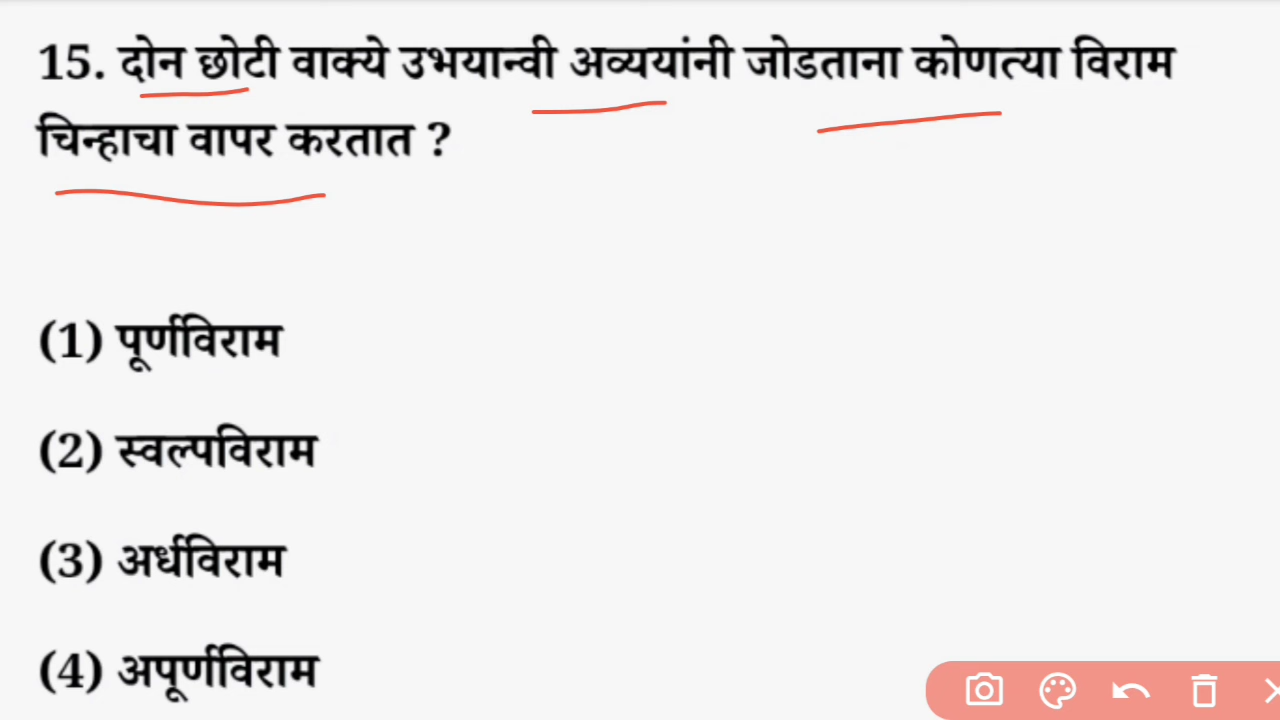 15. दोन छोटी वाक्ये उभयान्वी अव्ययांनी जोडताना कोणत्या विराम
चिन्हाचा वापर करतात ?
(1) पूर्णविराम
(2) स्वल्पविराम
(3) अर्धविराम
(4) अपूर्णविराम